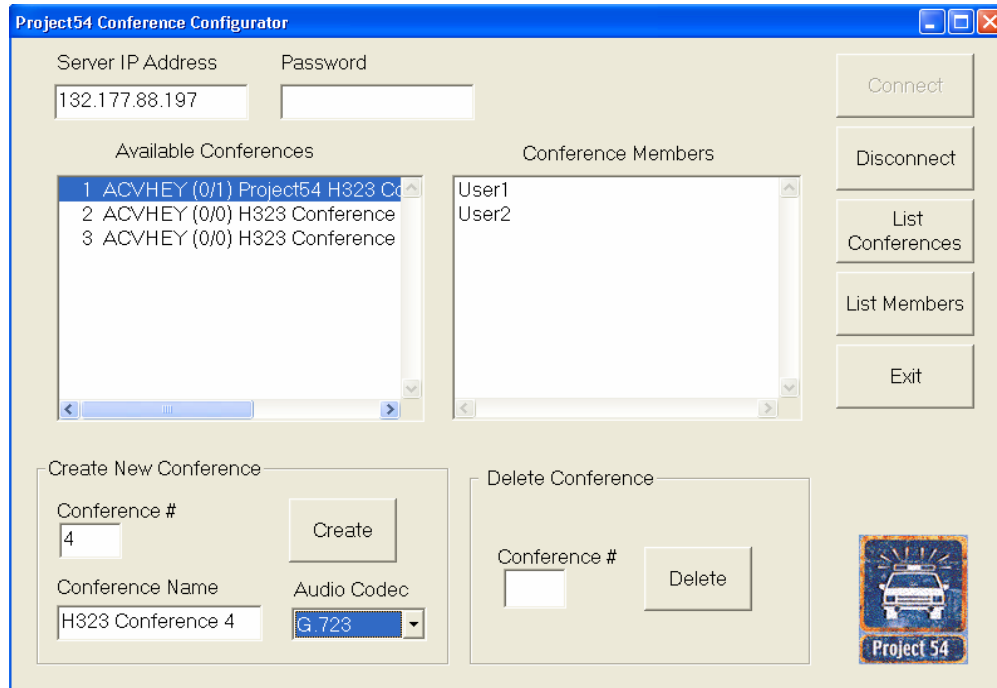 Project54 Conference Configurator
Server IP Address
Password
132.177.88.197
Connect
Available Conferences
Conference Members
Disconnect
1 ACVHEY (0/1) Project54 H323 Co
2 ACVHEY (0/0) H323 Conference
3 ACVHEY (0/0) H323 Conference
User1
User2
List
Conferences
List Members
Exit
Create New Conference
Conference #
4
Create
Conference Name
H323 Conference 4
Audio Codec
G.723
Delete Conference
Conference #
Delete
Project 54